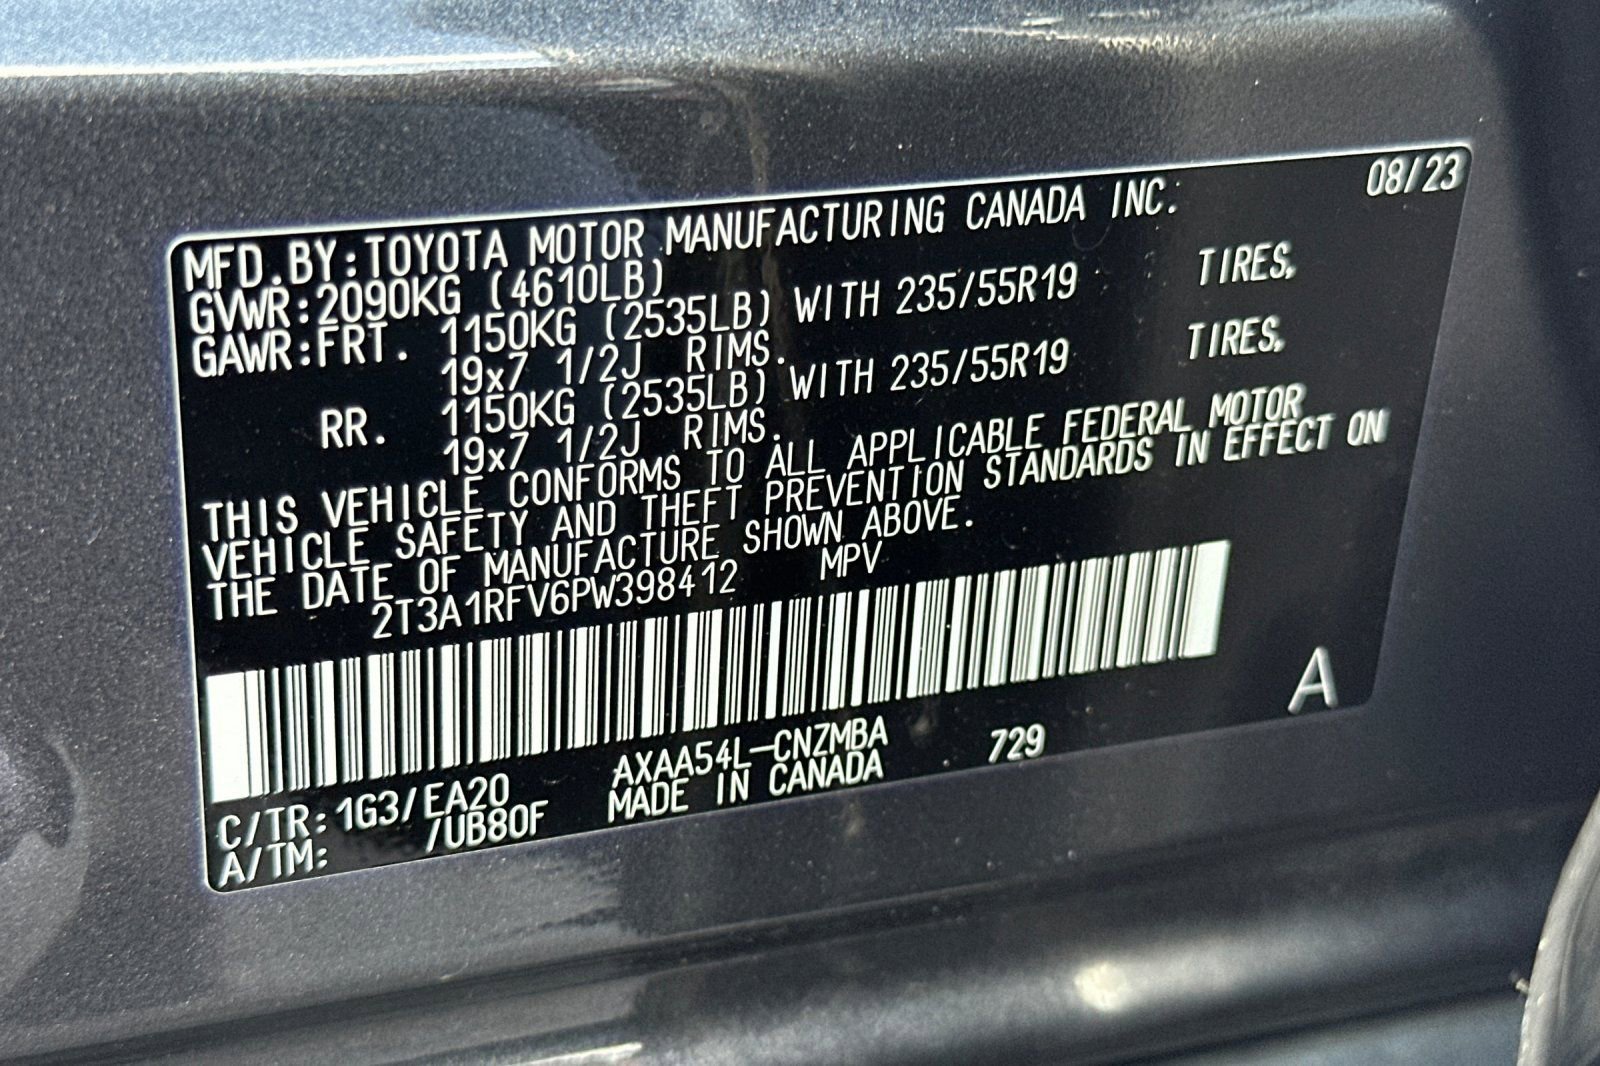 08/23
MFD.BY:TOYOTA MOTOR MANUFACTURING CANADA INC.
GVWR:2090KG (4610LB)
GAWR:FRT. 1150KG (2535LB) WITH 235/55R19 TIRES,
19x7 1/2J RIMS.
RR. 1150KG (2535LB) WITH 235/55R19 TIRES,
19x7 1/2J RIMS.
THIS VEHICLE CONFORMS TO ALL APPLICABLE FEDERAL MOTOR
VEHICLE SAFETY AND THEFT PREVENTION STANDARDS IN EFFECT ON
THE DATE OF MANUFACTURE SHOWN ABOVE.
2T3A1RFV6PW398412 MPV
A
C/TR:1G3/EA20 AXAA54L-CNZMBA 729
A/TM: /UB80F MADE IN CANADA